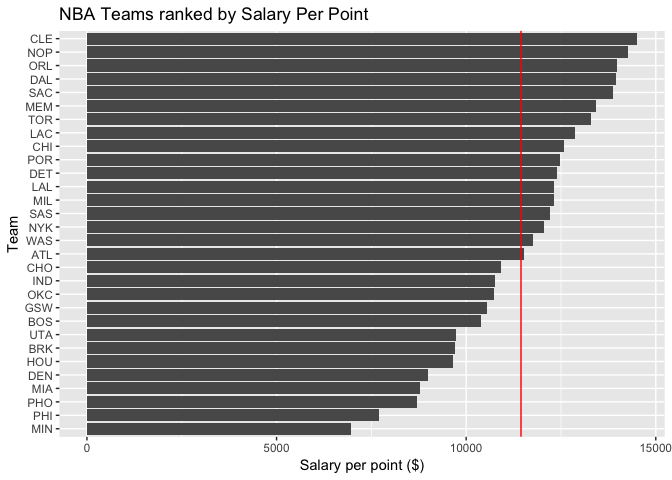 NBA Teams ranked by Salary Per Point
Team
CLE
NOP
ORL
DAL
SAC
MEM
TOR
LAC
CHI
POR
DET
LAL
MIL
SAS
NYK
WAS
ATL
CHO
IND
OKC
GSW
BOS
UTA
BRK
HOU
DEN
MIA
PHO
PHI
MIN
0 5000 10000 15000
Salary per point ($)